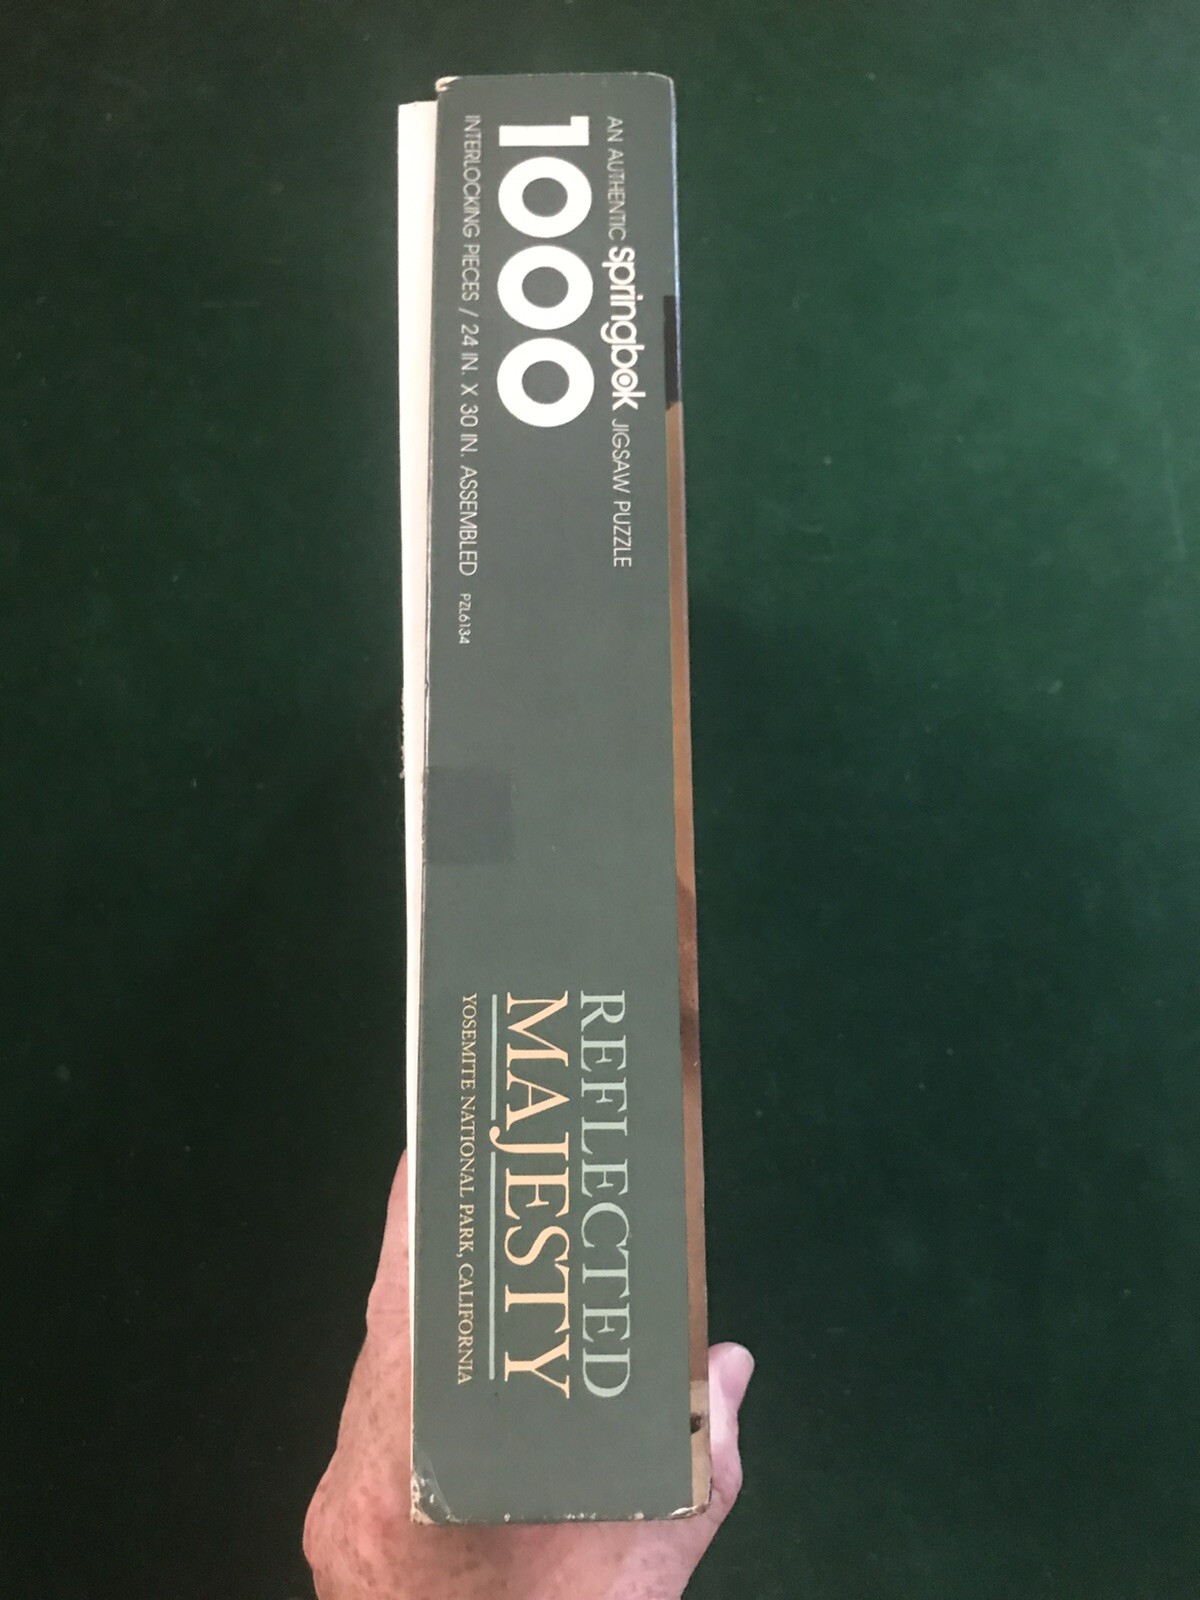 AN AUTHENTIC springbok JIGSAW PUZZLE
1000
INTERLOCKING PIECES / 24 IN. X 30 IN. ASSEMBLED PZL6134
REFLECTED
MAJESTY
YOSEMITE NATIONAL PARK, CALIFORNIA